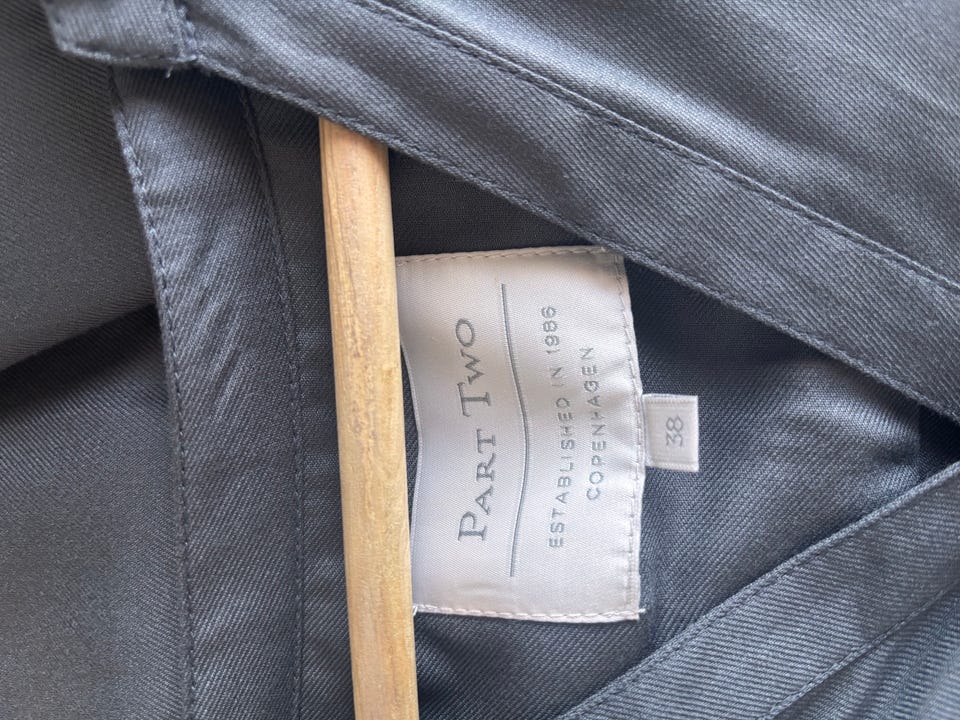 PART TWO
ESTABLISHED IN 1986
COPENHAGEN
38